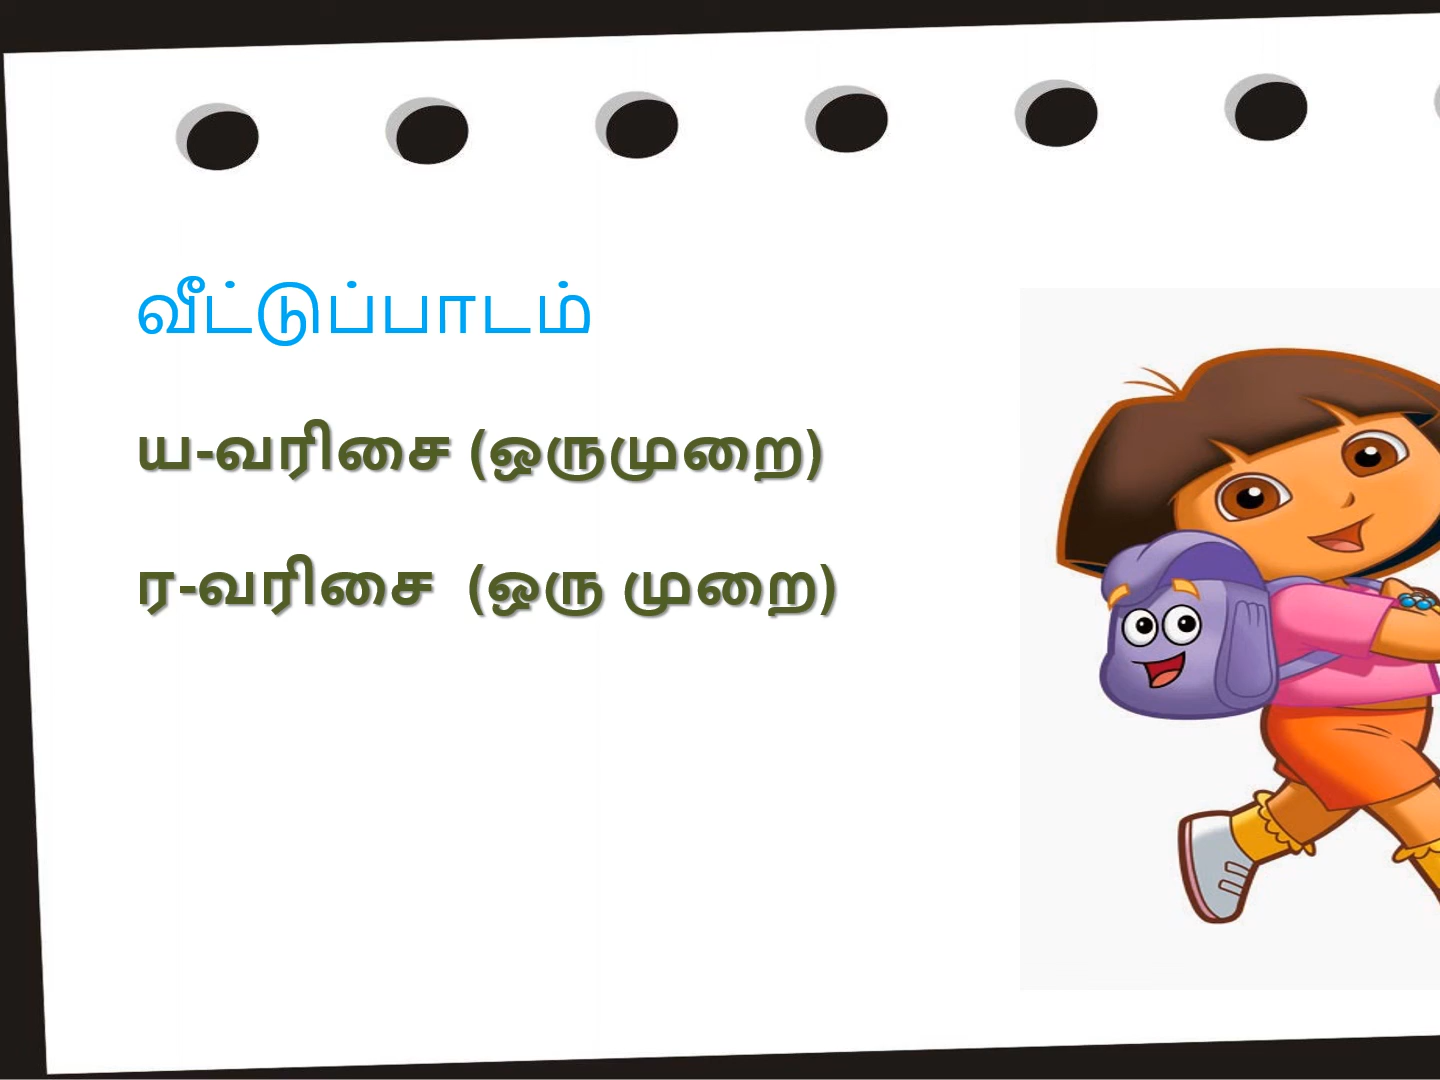 வீட்டுப்பாடம்
ய-வரிசை (ஒருமுறை)
ர-வரிசை (ஒரு முறை)